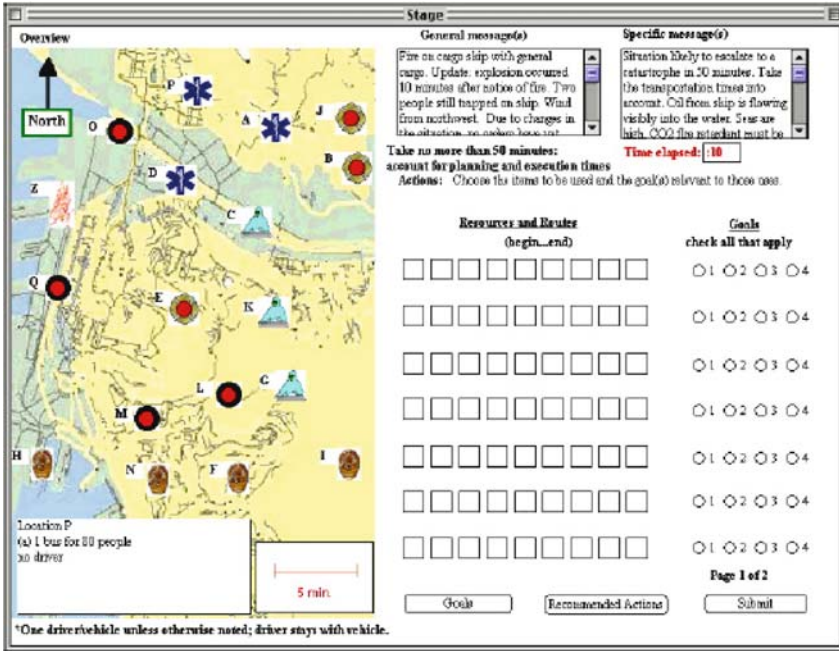 Stage
Overview
General message(s)
Specific message(s)
Fire on cargo ship with general
cargo. Update: explosion occurred
10 minutes after notice of fire. Two
people still trapped on ship. Wind
from northwest. Due to changes in
Situation likely to escalate to a
catastrophe in 50 minutes. Take
the transportation times into
account. Oil from ship is flowing
visibly into the water. Seas are
high. CO2 fire retardant must be
Take no more than 50 minutes:
account for planning and execution times
Time elapsed: :10
Actions: Choose the items to be used and the goal(s) relevant to those uses.
North
P
A
J
O
B
D
Z
C
Q
E
K
G
L
M
H
N
F
I
Resources and Routes
(begin...end)
Goals
check all that apply
1 2 3 4
1 2 3 4
1 2 3 4
1 2 3 4
1 2 3 4
1 2 3 4
1 2 3 4
Location P
(a) 1 bus for 80 people
no driver
5 min.
Page 1 of 2
Goals
Recommended Actions
Submit
*One driver/vehicle unless otherwise noted; driver stays with vehicle.